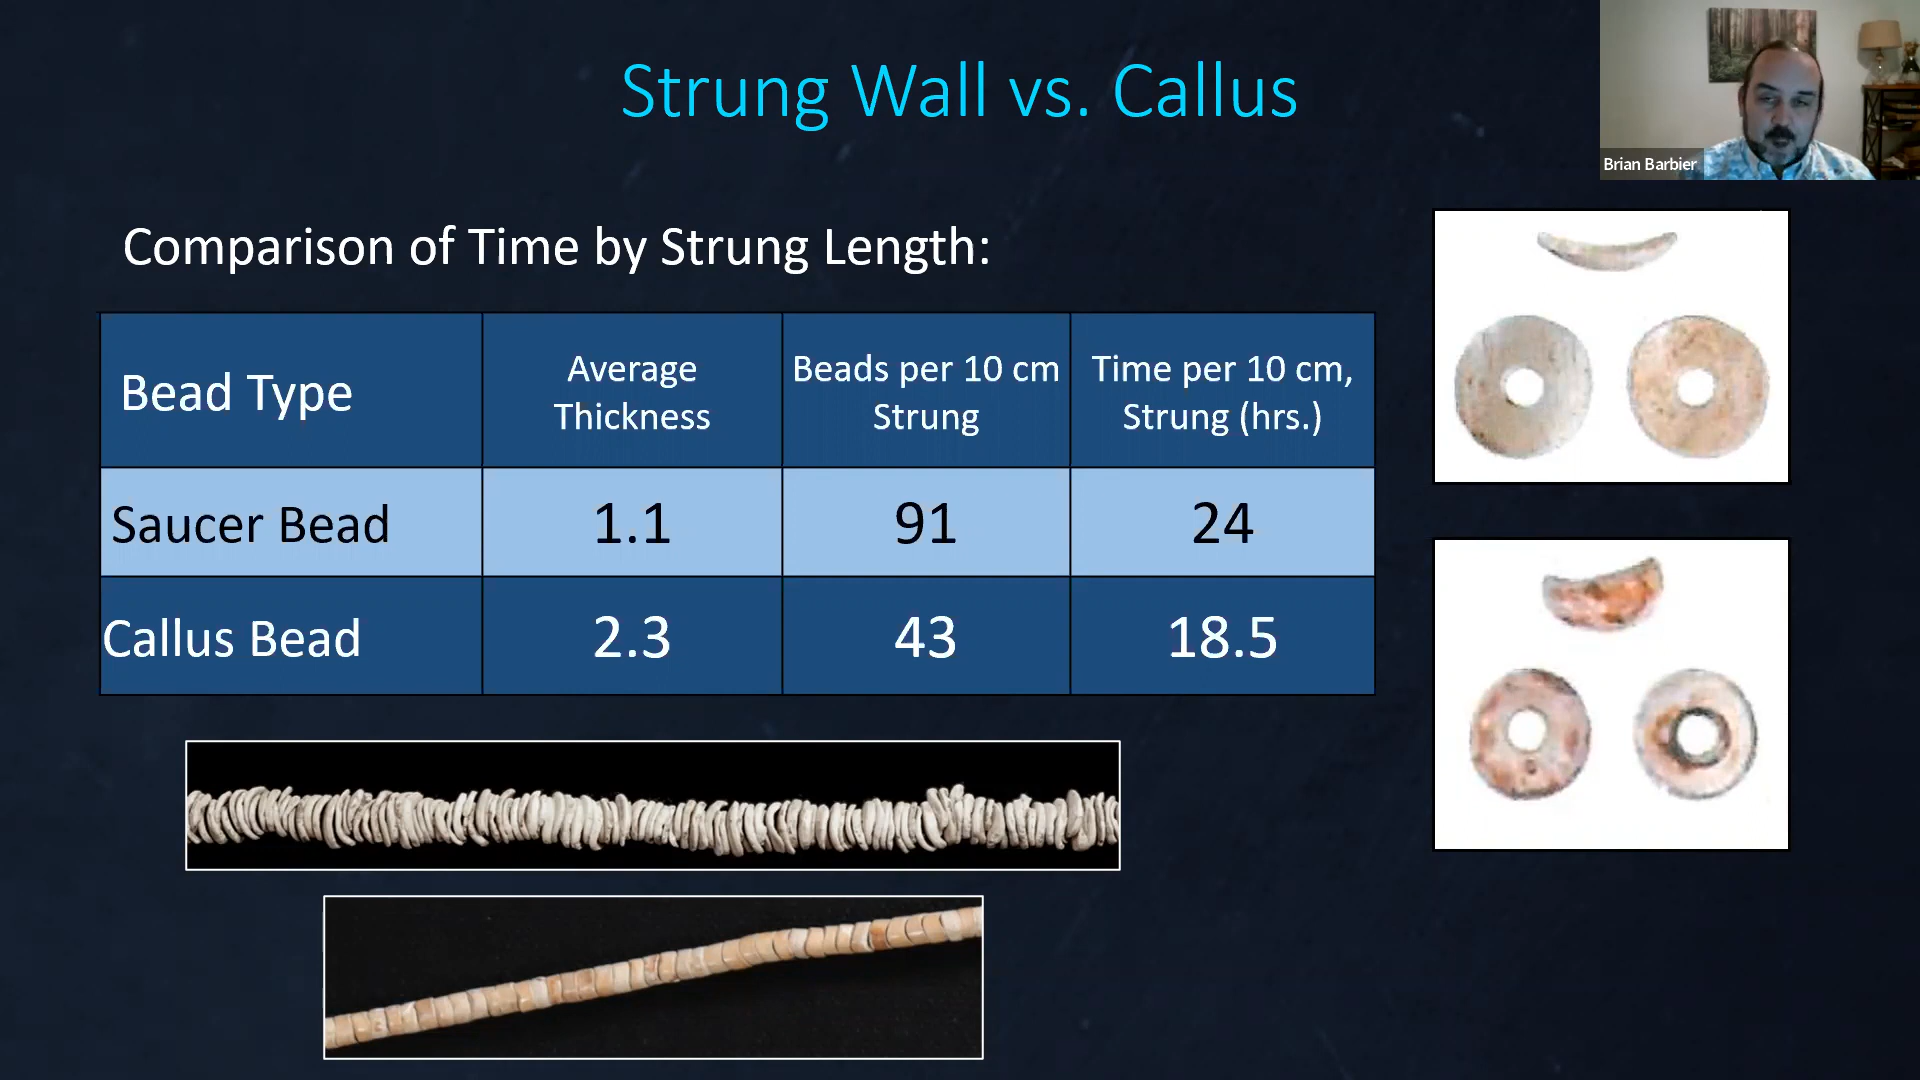 Strung Wall vs. Callus
Brian Barbier
Comparison of Time by Strung Length:
Bead Type
Average
Thickness
Beads per 10 cm
Strung
Time per 10 cm,
Strung (hrs.)
Saucer Bead
1.1
91
24
Callus Bead
2.3
43
18.5